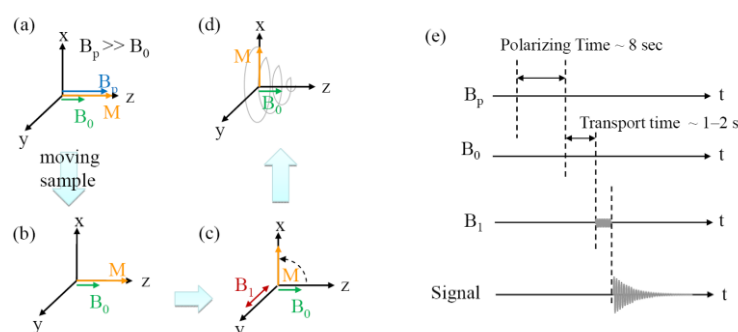 (a)
x
B_p >> B_0
B_p
z
B_0
M
y
moving
sample
(b)
x
M
z
B_0
y
(c)
x
B_1
M
z
B_0
y
(d)
x
M
z
B_0
y
(e)
Polarizing Time ~ 8 sec
B_p
t
Transport time ~ 1–2 s
B_0
t
B_1
t
Signal
t